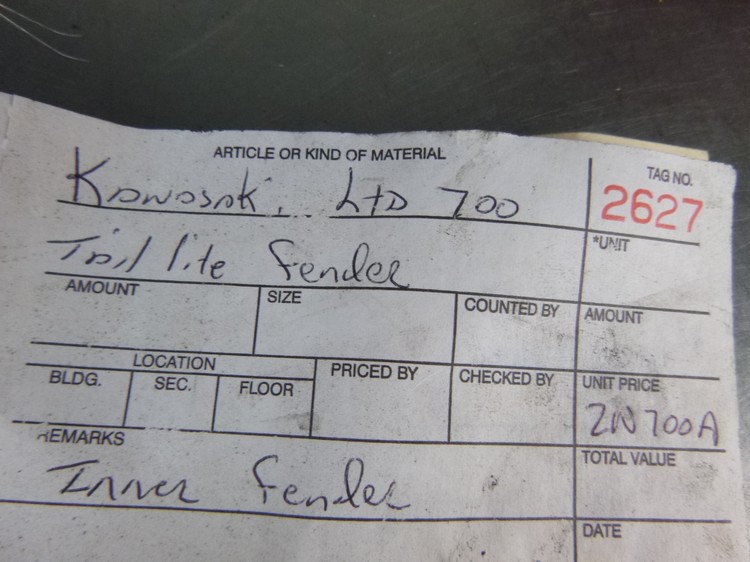 ARTICLE OR KIND OF MATERIAL
TAG NO.
Kawasaki LTD 700
2627
Tail lite fender
*UNIT
AMOUNT
SIZE
COUNTED BY
AMOUNT
LOCATION
BLDG.
SEC.
FLOOR
PRICED BY
CHECKED BY
UNIT PRICE
ZN700A
REMARKS
TOTAL VALUE
Inner fender
DATE